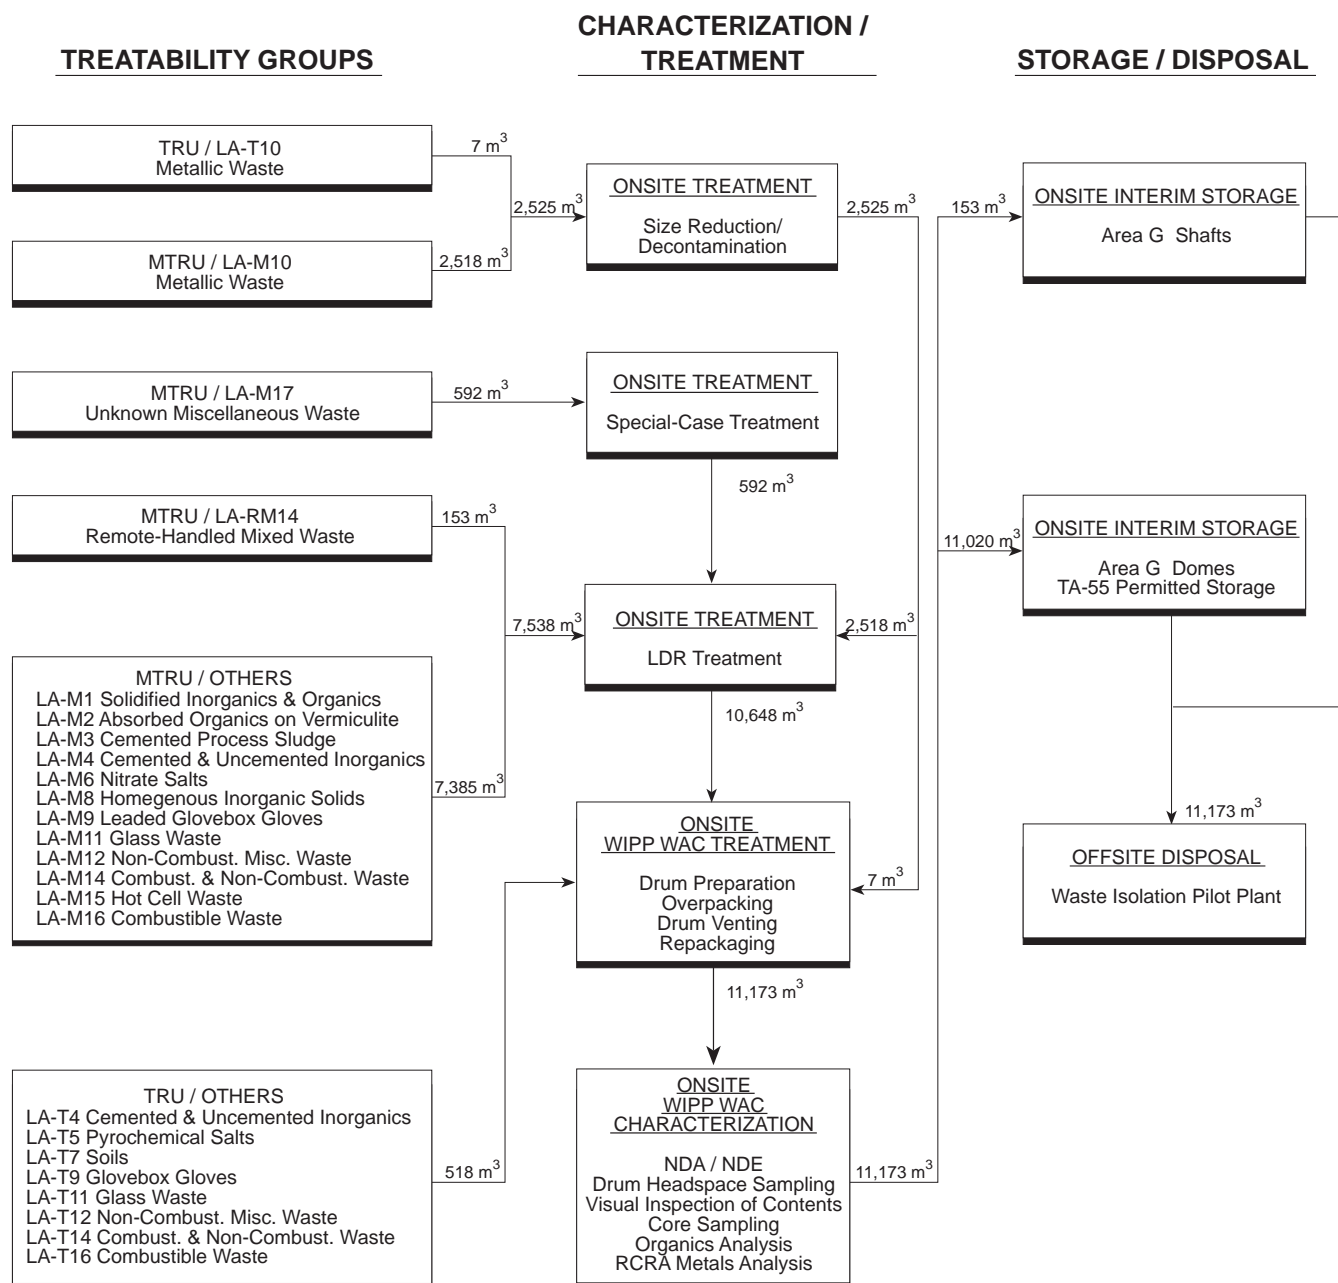 TREATABILITY GROUPS
CHARACTERIZATION /
TREATMENT
STORAGE / DISPOSAL
TRU / LA-T10
Metallic Waste
7 m³
MTRU / LA-M10
Metallic Waste
2,518 m³
2,525 m³
ONSITE TREATMENT
Size Reduction/
Decontamination
2,525 m³
153 m³
ONSITE INTERIM STORAGE
Area G Shafts
MTRU / LA-M17
Unknown Miscellaneous Waste
592 m³
ONSITE TREATMENT
Special-Case Treatment
592 m³
MTRU / LA-RM14
Remote-Handled Mixed Waste
153 m³
11,020 m³
ONSITE INTERIM STORAGE
Area G Domes
TA-55 Permitted Storage
7,538 m³
ONSITE TREATMENT
LDR Treatment
2,518 m³
10,648 m³
MTRU / OTHERS
LA-M1 Solidified Inorganics & Organics
LA-M2 Absorbed Organics on Vermiculite
LA-M3 Cemented Process Sludge
LA-M4 Cemented & Uncemented Inorganics
LA-M6 Nitrate Salts
LA-M8 Homegenous Inorganic Solids
LA-M9 Leaded Glovebox Gloves
LA-M11 Glass Waste
LA-M12 Non-Combust. Misc. Waste
LA-M14 Combust. & Non-Combust. Waste
LA-M15 Hot Cell Waste
LA-M16 Combustible Waste
7,385 m³
ONSITE
WIPP WAC TREATMENT
Drum Preparation
Overpacking
Drum Venting
Repackaging
7 m³
11,173 m³
11,173 m³
OFFSITE DISPOSAL
Waste Isolation Pilot Plant
TRU / OTHERS
LA-T4 Cemented & Uncemented Inorganics
LA-T5 Pyrochemical Salts
LA-T7 Soils
LA-T9 Glovebox Gloves
LA-T11 Glass Waste
LA-T12 Non-Combust. Misc. Waste
LA-T14 Combust. & Non-Combust. Waste
LA-T16 Combustible Waste
518 m³
ONSITE
WIPP WAC
CHARACTERIZATION
NDA / NDE
Drum Headspace Sampling
Visual Inspection of Contents
Core Sampling
Organics Analysis
RCRA Metals Analysis
11,173 m³